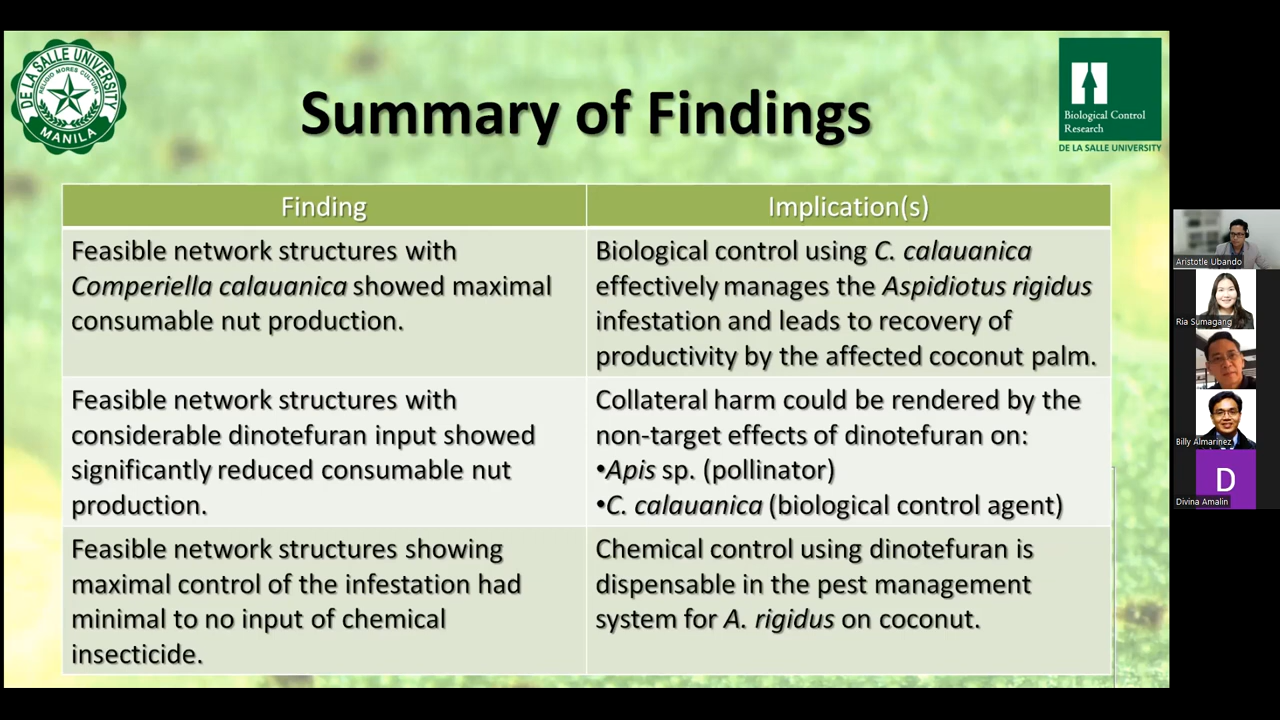 DE LA SALLE UNIVERSITY
RELIGIO MORES CULTURA
MANILA
Summary of Findings
Biological Control
Research
DE LA SALLE UNIVERSITY
Finding
Implication(s)
Feasible network structures with
Comperiella calauanica showed maximal
consumable nut production.
Biological control using C. calauanica
effectively manages the Aspidiotus rigidus
infestation and leads to recovery of
productivity by the affected coconut palm.
Feasible network structures with
considerable dinotefuran input showed
significantly reduced consumable nut
production.
Collateral harm could be rendered by the
non-target effects of dinotefuran on:
•Apis sp. (pollinator)
•C. calauanica (biological control agent)
Feasible network structures showing
maximal control of the infestation had
minimal to no input of chemical
insecticide.
Chemical control using dinotefuran is
dispensable in the pest management
system for A. rigidus on coconut.
Aristotle Ubando
Ria Sumagang
Billy Almarinez
D
Divina Amalin